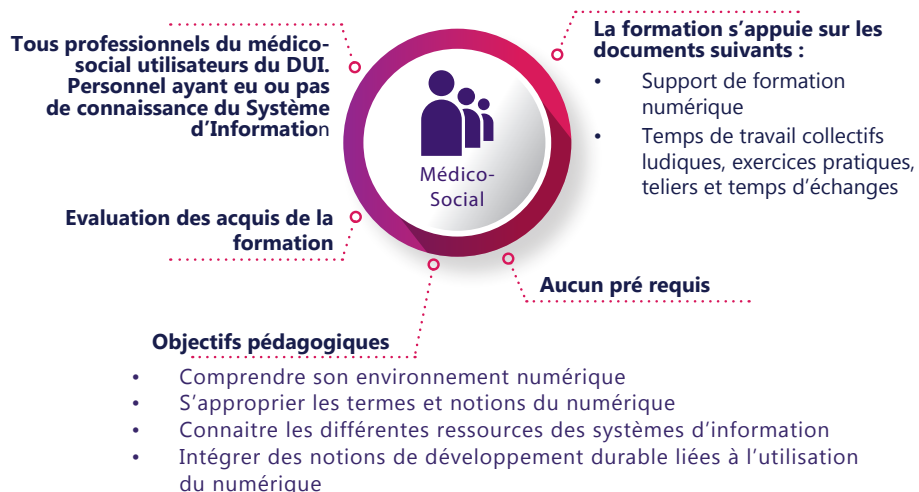 Tous professionnels du médico-
social utilisateurs du DUI.
Personnel ayant eu ou pas
de connaissance du Système
d'Information
Evaluation des acquis de la
formation
Médico-
Social
La formation s'appuie sur les
documents suivants :
• Support de formation
numérique
• Temps de travail collectifs
ludiques, exercices pratiques,
teliers et temps d'échanges
Aucun pré requis
Objectifs pédagogiques
• Comprendre son environnement numérique
• S'approprier les termes et notions du numérique
• Connaitre les différentes ressources des systèmes d'information
• Intégrer des notions de développement durable liées à l'utilisation
du numérique